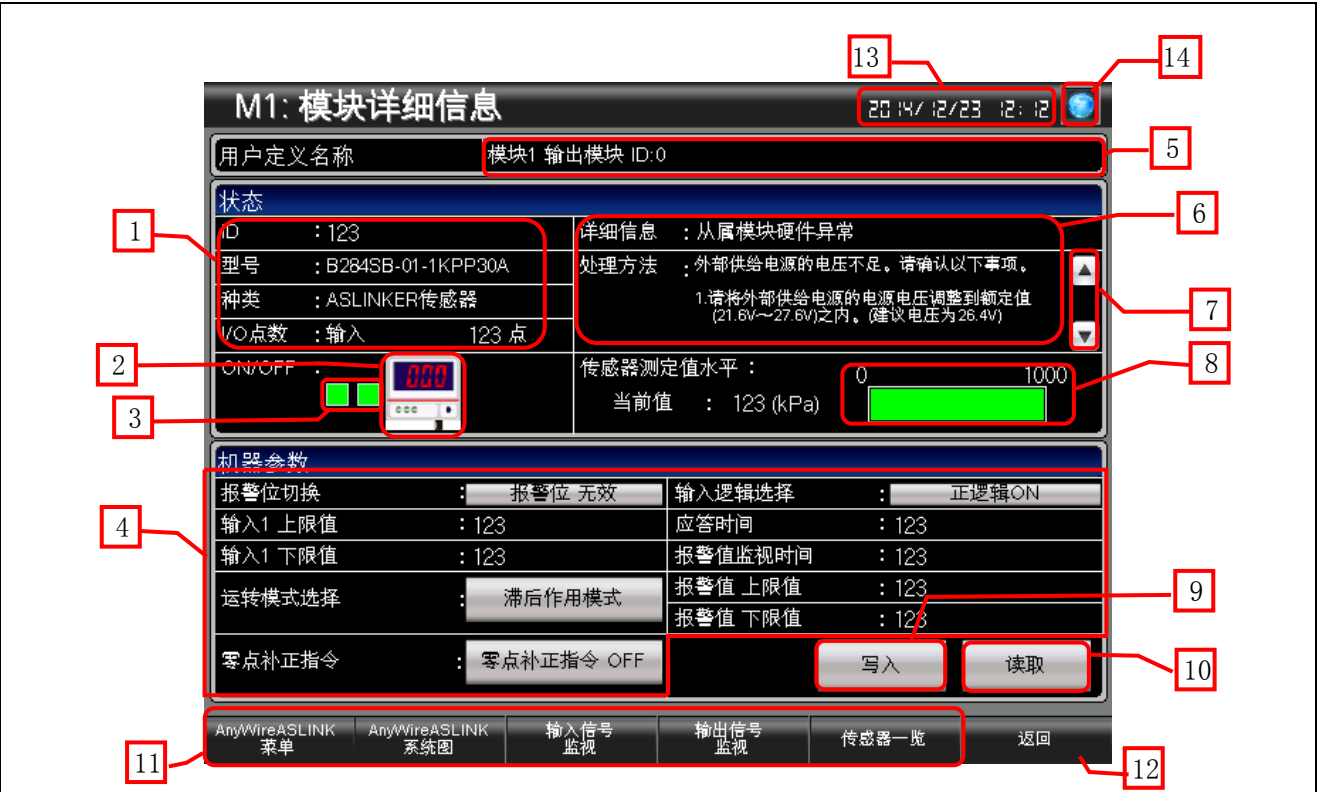 13
14
M1: 模块详细信息
2014/12/23 12:12
用户定义名称 模块1 输出模块 ID:0
5
状态
1
6
ID :123
详细信息 :从属模块硬件异常
型号 :B284SB-01-1KPP30A
处理方法 :外部供给电源的电压不足。请确认以下事项。
种类 :ASLINKER传感器
1.请将外部供给电源的电源电压调整到额定值
(21.6V～27.6V)之内。(建议电压为26.4V)
7
I/O点数 :输入 123 点
2
ON/OFF :
000
传感器测定值水平：
0 1000
8
3
当前值 : 123 (kPa)
机器参数
4
报警位切换 : 报警位 无效
输入逻辑选择 : 正逻辑ON
输入1 上限值 :123
应答时间 :123
输入1 下限值 :123
报警值监视时间 :123
运转模式选择 : 滞后作用模式
报警值 上限值 :123
报警值 下限值 :123
9
零点补正指令 : 零点补正指令 OFF
写入
读取
10
AnyWireASLINK
菜单
AnyWireASLINK
系统图
输入信号
监视
输出信号
监视
传感器一览
返回
11
12